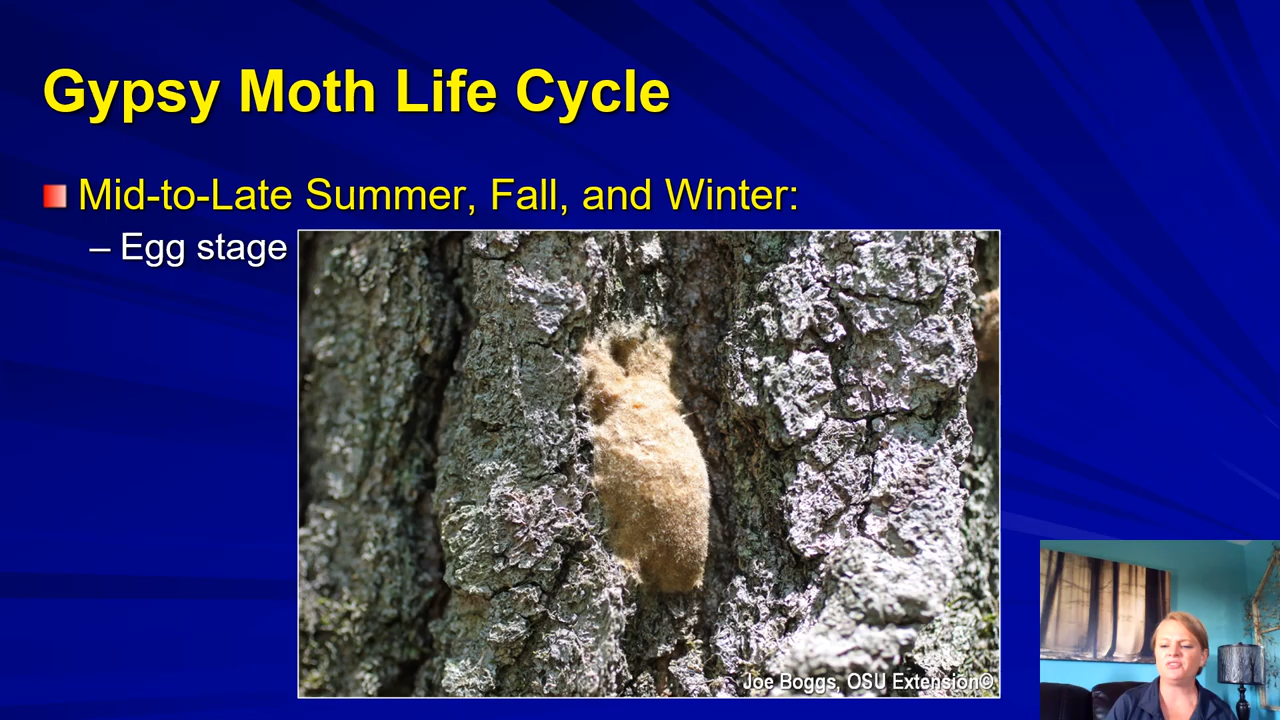 Gypsy Moth Life Cycle
Mid-to-Late Summer, Fall, and Winter:
– Egg stage
Joe Boggs, OSU Extension©